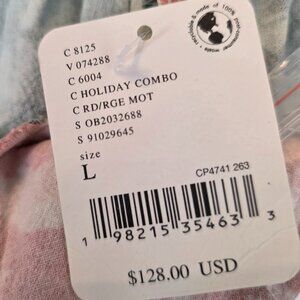 C 8125
V 074288
C 6004
C HOLIDAY COMBO
C RD/RGE MOT
S OB2032688
S 91029645
size
L
CP4741.263
1 98215 35463 3
$128.00 USD